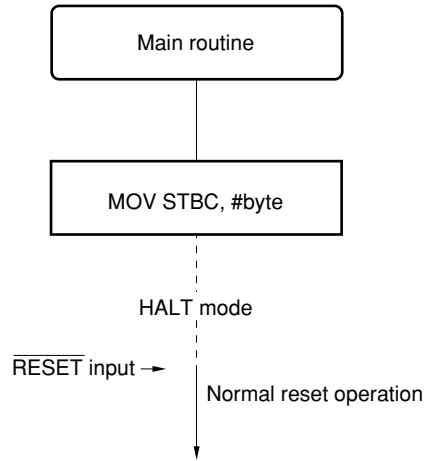 Main routine
MOV STBC, #byte
HALT mode
RESET input
Normal reset operation